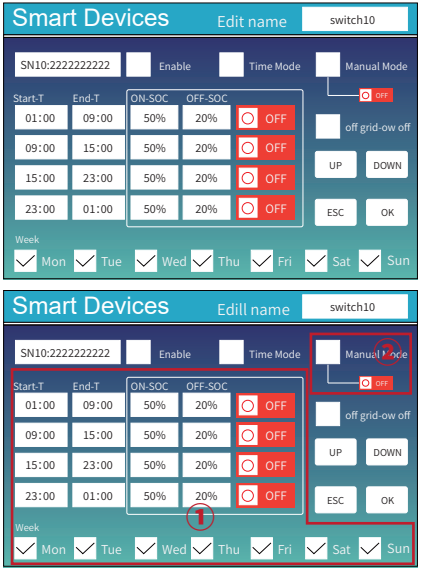 Smart Devices Edit name switch10
SN10:2222222222 Enable Time Mode Manual Mode
OFF
Start-T End-T ON-SOC OFF-SOC
01:00 09:00 50% 20% OFF
off grid-ow off
09:00 15:00 50% 20% OFF
15:00 23:00 50% 20% OFF
UP DOWN
23:00 01:00 50% 20% OFF
ESC OK
Week
Mon Tue Wed Thu Fri Sat Sun
Smart Devices Edill name switch10
SN10:2222222222 Enable Time Mode Manual Mode
②
OFF
Start-T End-T ON-SOC OFF-SOC
01:00 09:00 50% 20% OFF
off grid-ow off
09:00 15:00 50% 20% OFF
15:00 23:00 50% 20% OFF
UP DOWN
23:00 01:00 50% 20% OFF
ESC OK
①
Week
Mon Tue Wed Thu Fri Sat Sun